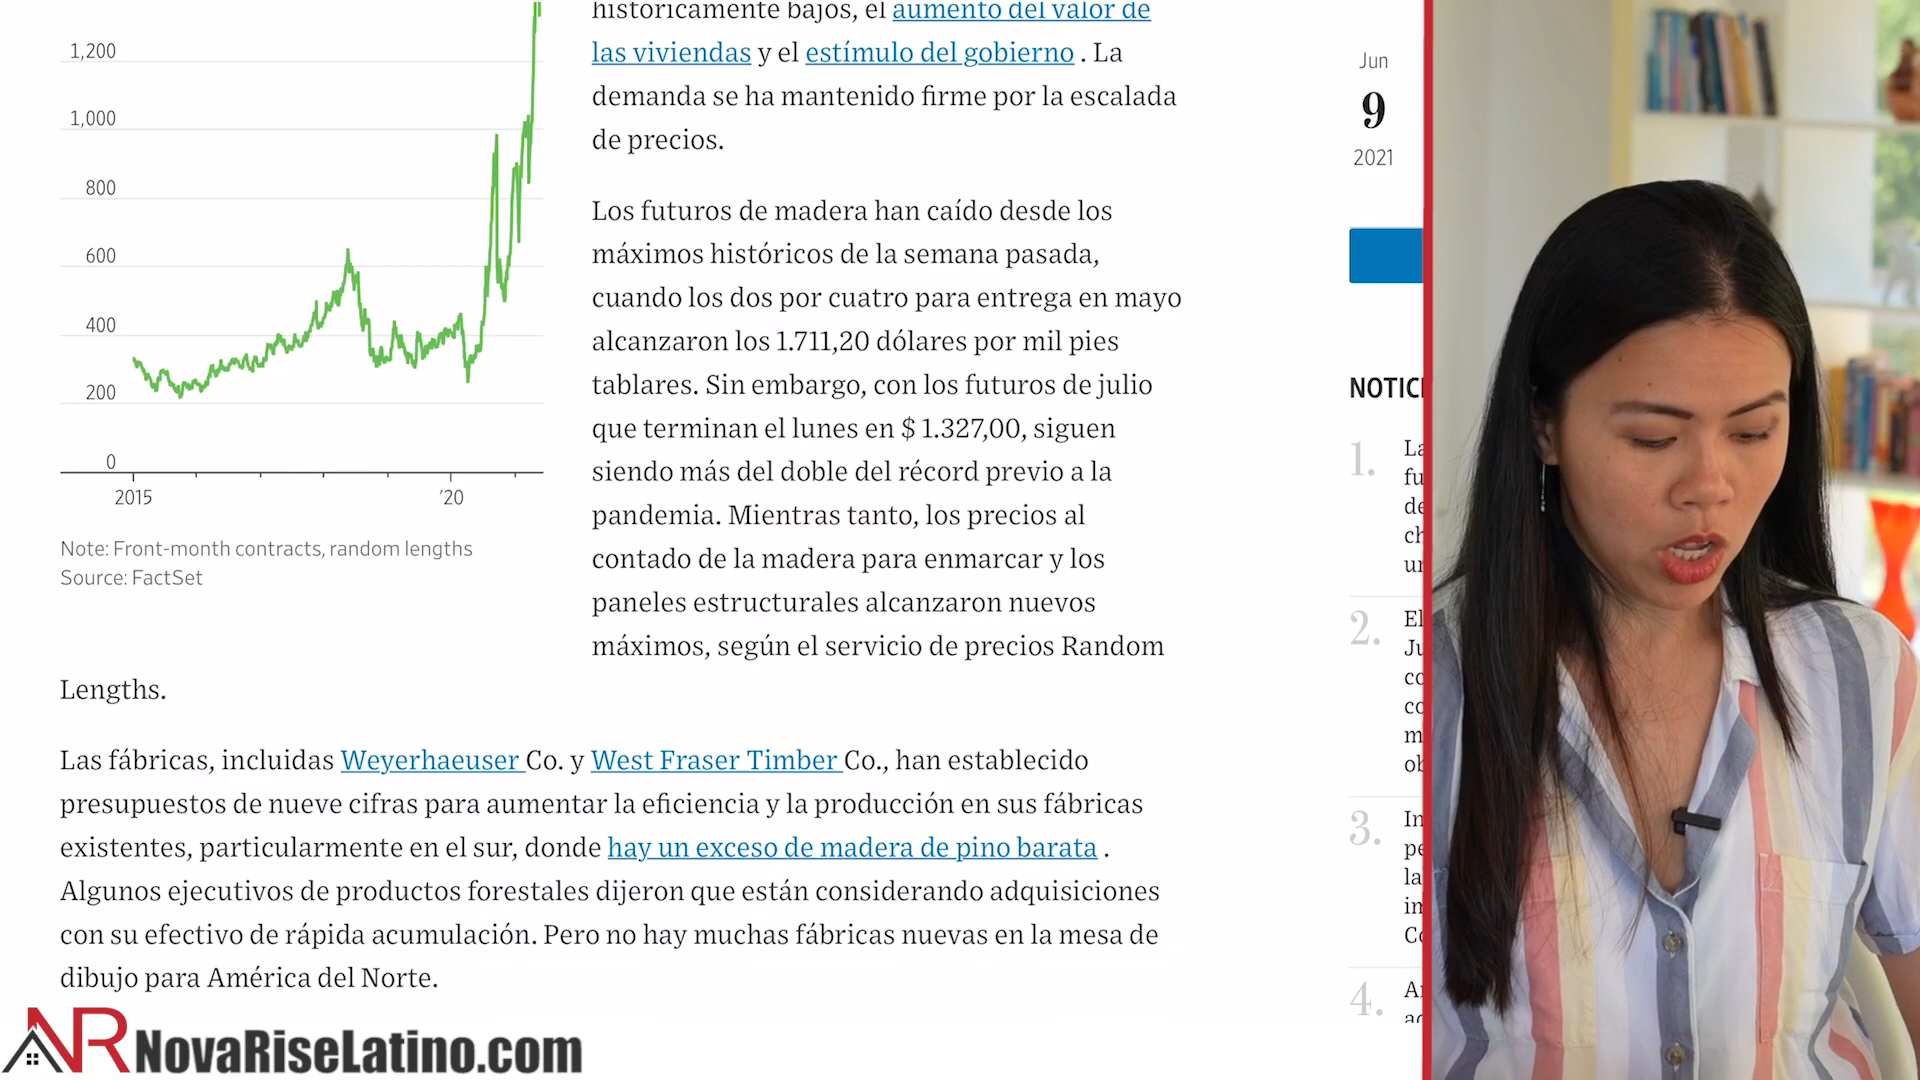 1,200
1,000
800
600
400
200
0
2015
'20
Note: Front-month contracts, random lengths
Source: FactSet
históricamente bajos, el aumento del valor de
las viviendas y el estímulo del gobierno . La
demanda se ha mantenido firme por la escalada
de precios.
Los futuros de madera han caído desde los
máximos históricos de la semana pasada,
cuando los dos por cuatro para entrega en mayo
alcanzaron los 1.711,20 dólares por mil pies
tablares. Sin embargo, con los futuros de julio
que terminan el lunes en $ 1.327,00, siguen
siendo más del doble del récord previo a la
pandemia. Mientras tanto, los precios al
contado de la madera para enmarcar y los
paneles estructurales alcanzaron nuevos
máximos, según el servicio de precios Random
Lengths.
Las fábricas, incluidas Weyerhaeuser Co. y West Fraser Timber Co., han establecido
presupuestos de nueve cifras para aumentar la eficiencia y la producción en sus fábricas
existentes, particularmente en el sur, donde hay un exceso de madera de pino barata .
Algunos ejecutivos de productos forestales dijeron que están considerando adquisiciones
con su efectivo de rápida acumulación. Pero no hay muchas fábricas nuevas en la mesa de
dibujo para América del Norte.
Jun
9
2021
1.
2.
El
3.
4.
NR NovaRiseLatino.com